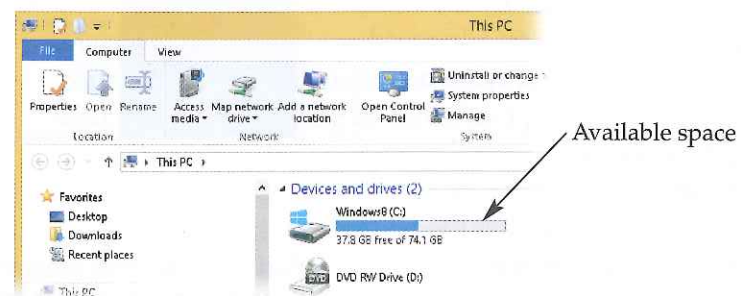 This PC
File Computer View
Properties Open Rename Access media Map network drive Add a network location Open Control Panel Uninstall or change
System properties
Manage
Location Network System
Available space
This PC
Favorites
Desktop
Downloads
Recent places
This PC
Devices and drives (2)
Windows8 (C:)
37.8 GB free of 74.1 GB
DVD RW Drive (D:)